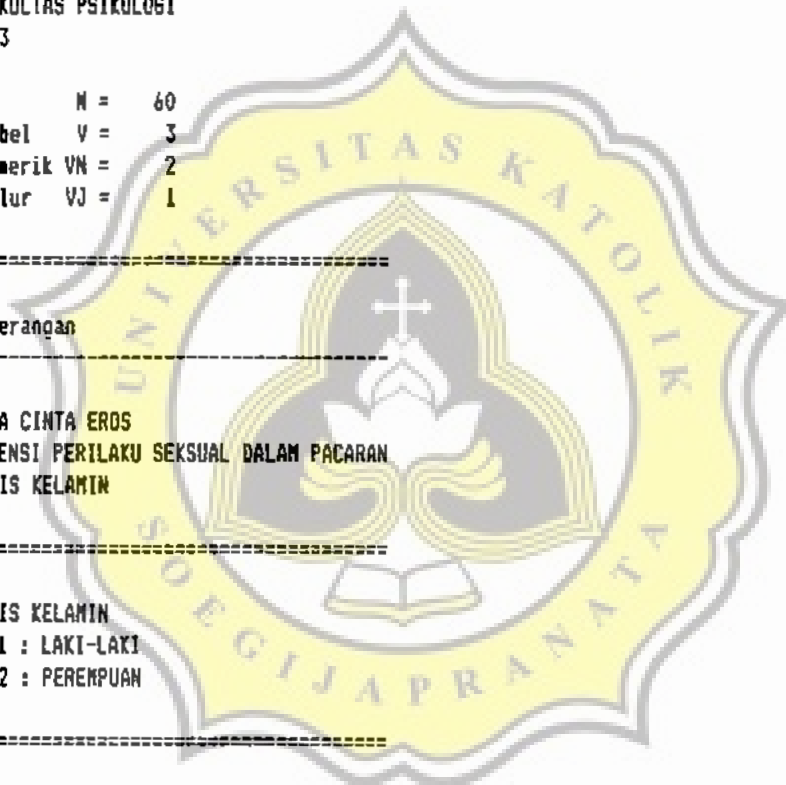 KULTAS PSIKOLOGI
3
N = 60
bel V = 3
merik VN = 2
lur VJ = 1
erangan
A CINTA EROS
ENSI PERILAKU SEKSUAL DALAM PACARAN
IS KELAMIN
IS KELAMIN
1 : LAKI-LAKI
2 : PEREMPUAN
UNIVERSITAS KATOLIK
SOEGIJAPRANATA